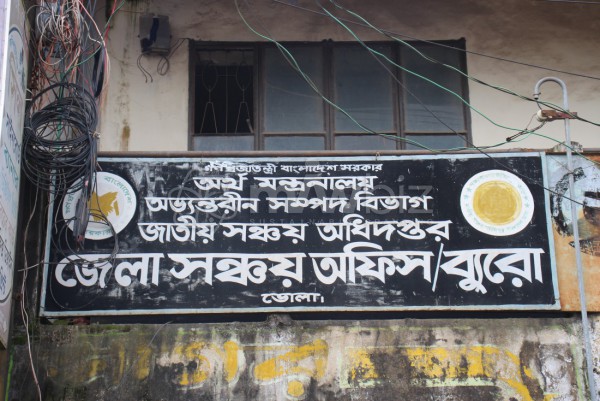 গণপ্রজাতন্ত্রী বাংলাদেশ সরকার
অর্থ মন্ত্রনালয়
অভ্যন্তরীন সম্পদ বিভাগ
জাতীয় সঞ্চয় অধিদপ্তর
জেলা সঞ্চয় অফিস/ব্যুরো
ভোলা।